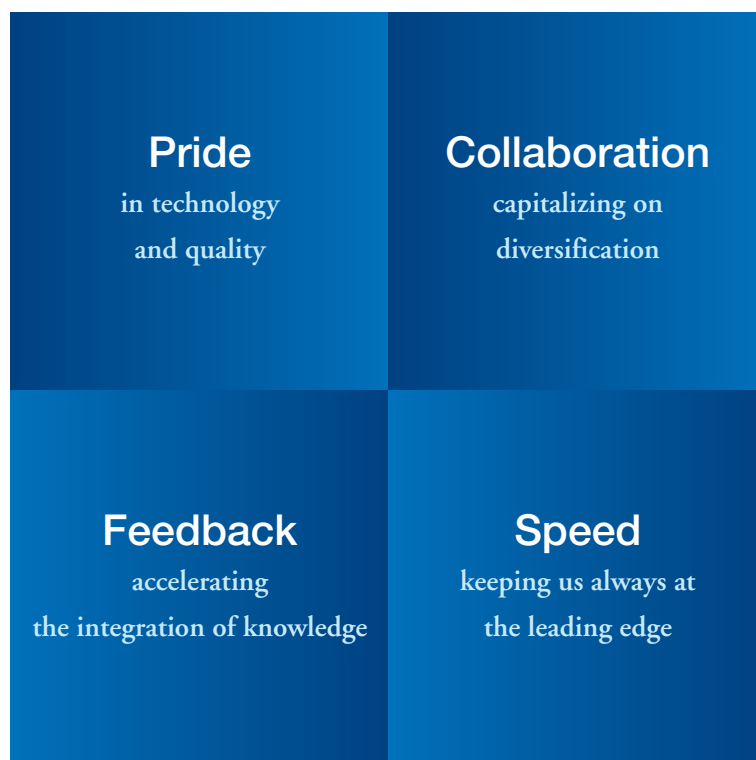 Pride
in technology
and quality
Collaboration
capitalizing on
diversification
Feedback
accelerating
the integration of knowledge
Speed
keeping us always at
the leading edge